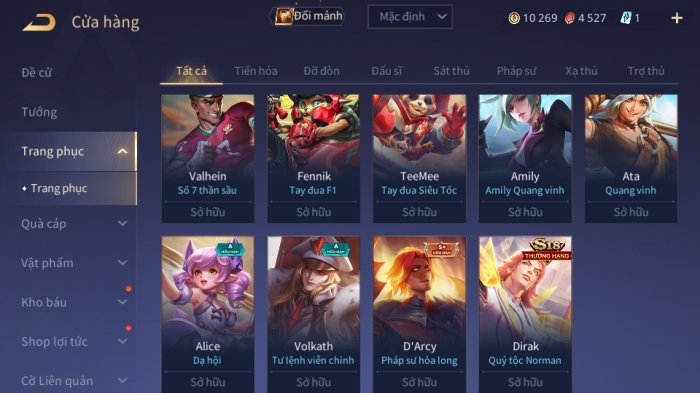 Cửa hàng
Đổi mảnh
Mặc định
10 269
4 527
1
Đề cử
Tướng
Trang phục
Trang phục
Quà cáp
Vật phẩm
Kho báu
Shop lợi tức
Cờ Liên quân
Tất cả
Tiến hóa
Đỡ đòn
Đấu sĩ
Sát thủ
Pháp sư
Xạ thủ
Trợ thủ
Valhein
Số 7 thần sầu
Sở hữu
Fennik
Tay đua F1
Sở hữu
TeeMee
Tay đua Siêu Tốc
Sở hữu
Amily
Amily Quang vinh
Sở hữu
Ata
Quang vinh
Sở hữu
A
HỮU HẠN
Alice
Dạ hội
Sở hữu
A
HỮU HẠN
Volkath
Tư lệnh viễn chinh
Sở hữu
S+
HỮU HẠN
D'Arcy
Pháp sư hỏa long
Sở hữu
S18
THƯỞNG HẠNG
Dirak
Quý tộc Norman
Sở hữu